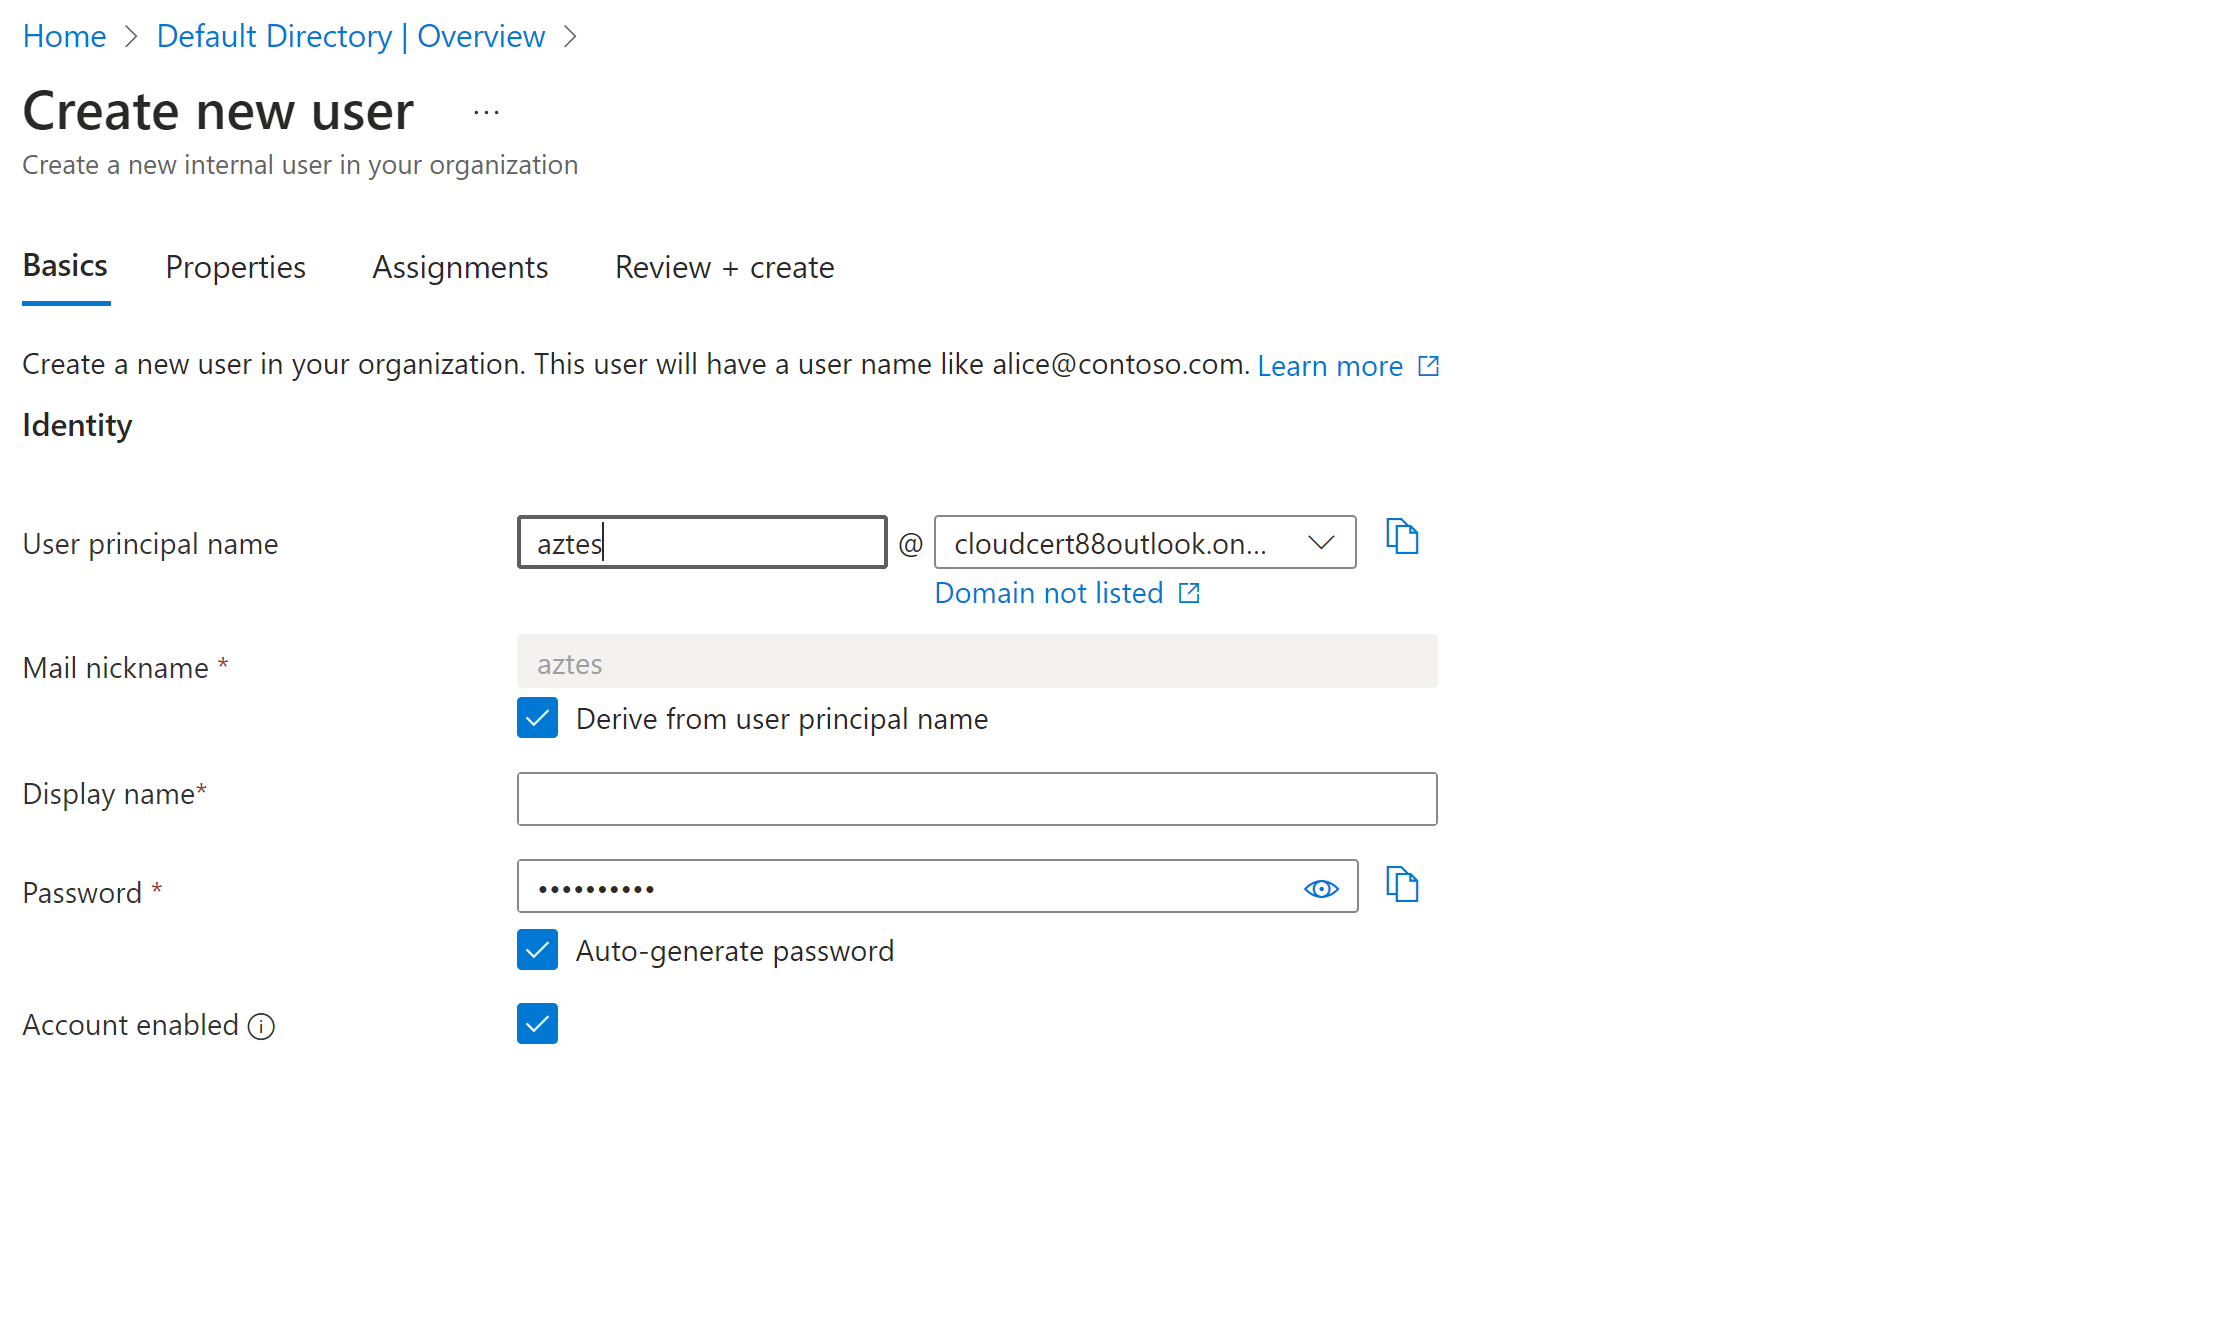 Home > Default Directory | Overview >
Create new user ...
Create a new internal user in your organization
Basics Properties Assignments Review + create
Create a new user in your organization. This user will have a user name like alice@contoso.com. Learn more
Identity
User principal name aztes @ cloudcert88outlook.on...
Domain not listed
Mail nickname * aztes
Derive from user principal name
Display name*
Password * ••••••••••
Auto-generate password
Account enabled